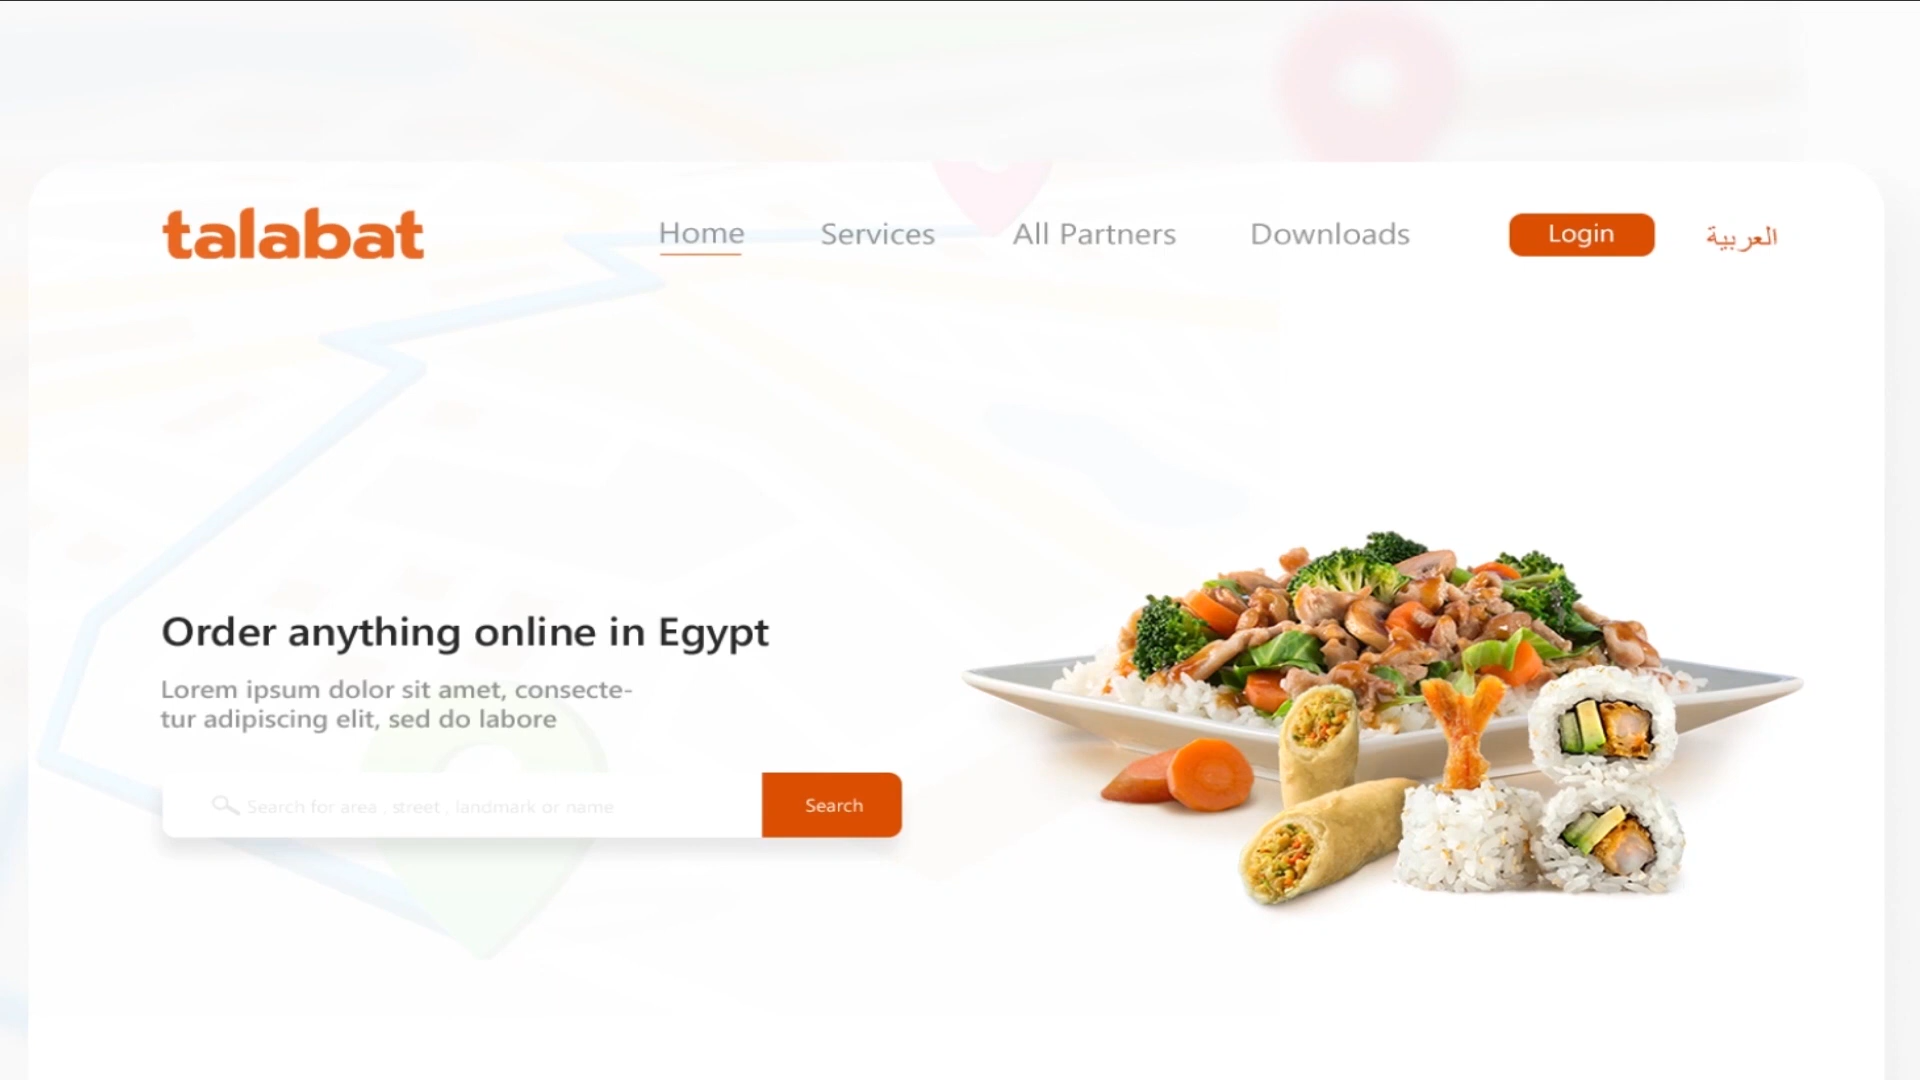 talabat
Home
Services
All Partners
Downloads
Login
العربية
Order anything online in Egypt
Lorem ipsum dolor sit amet, consecte-
tur adipiscing elit, sed do labore
Search for area , street , landmark or name
Search